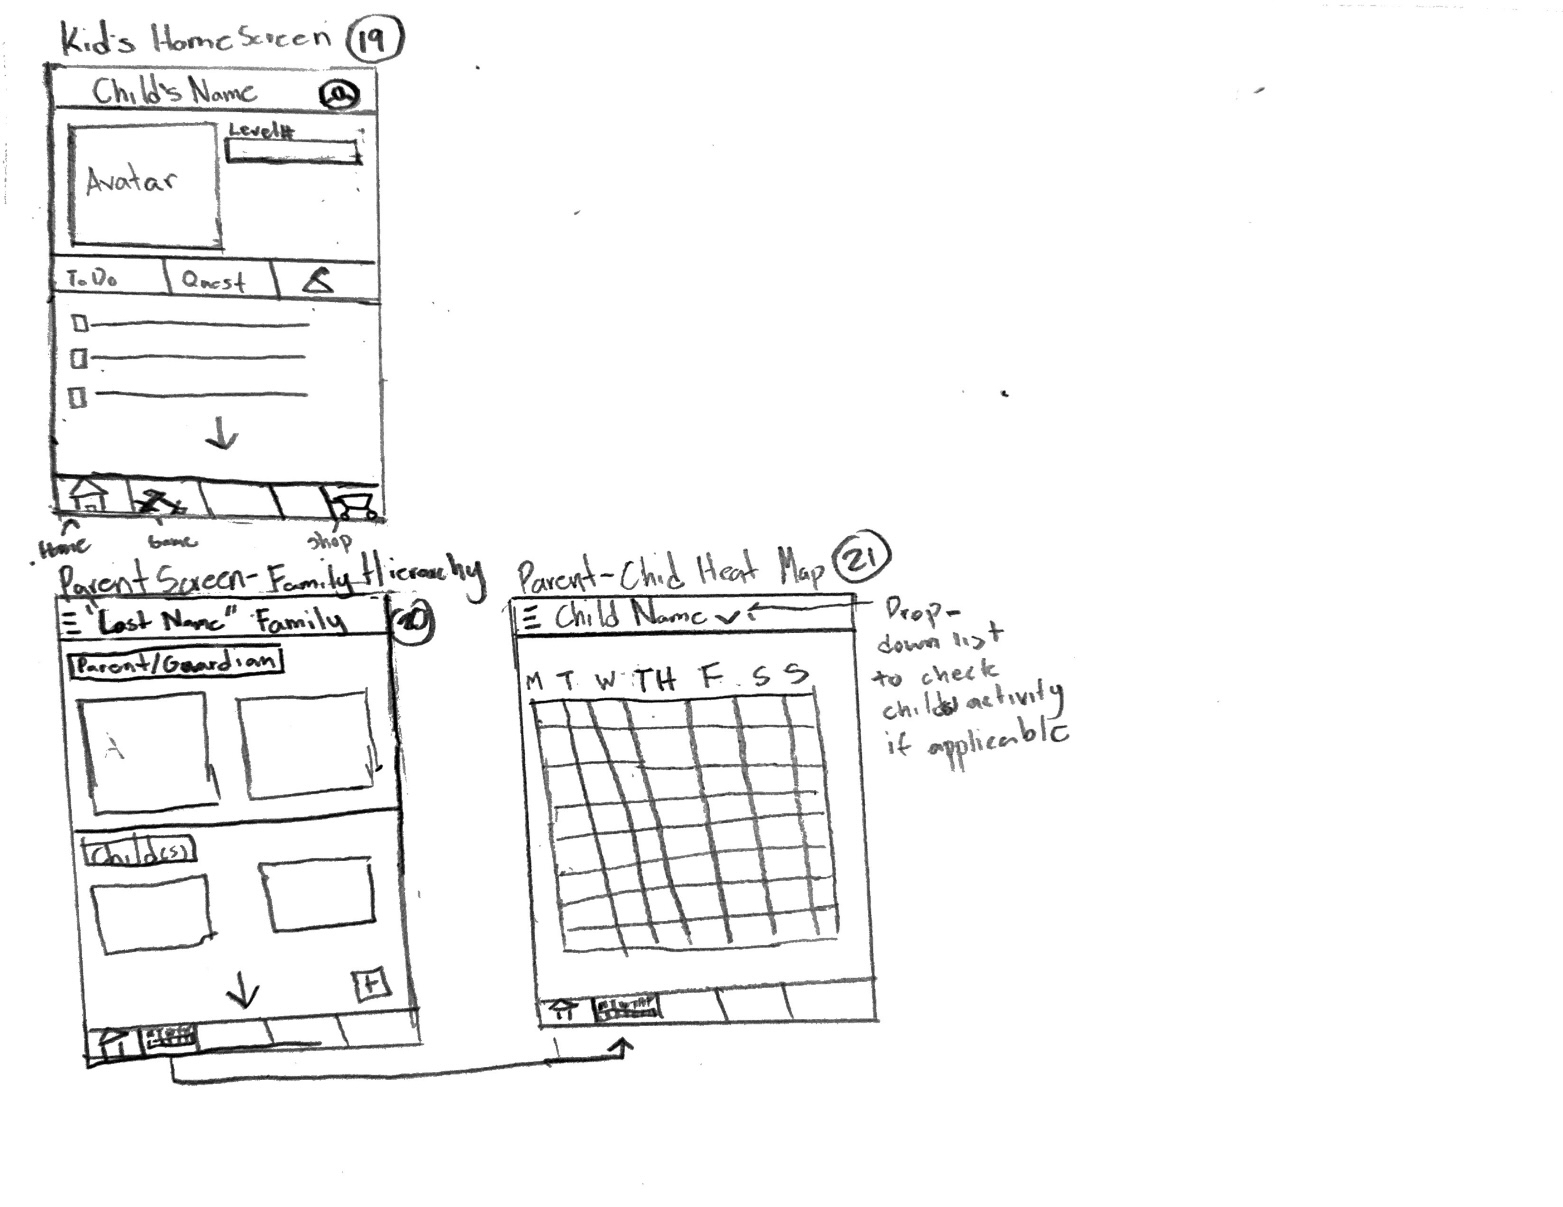 Kid's Home Screen 19
Child's Name
Level#
Avatar
To Do
Quest
Home
Game
Shop
Parent Screen - Family Hierarchy
20
"Last Name" Family
Parent/Guardian
A
Child(s)
+
Parent-Chid Heat Map 21
Child Name
M T W TH F S S
Drop-
down list
to check
childs activity
if applicable